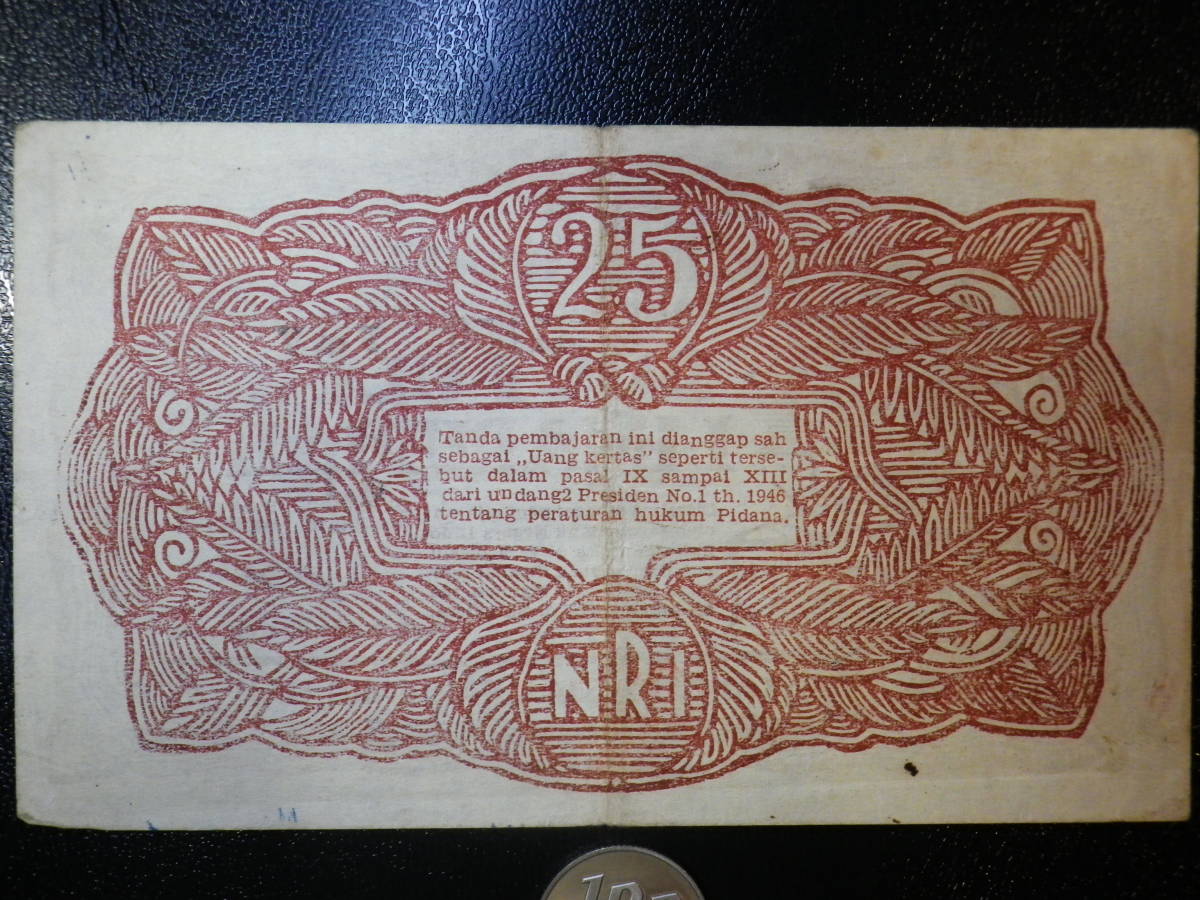 25
Tanda pembajaran ini dianggap sah
sebagai „Uang kertas" seperti terse-
but dalam pasal IX sampai XIII
dari undang2 Presiden No.1 th. 1946
tentang peraturan hukum Pidana.
NRI